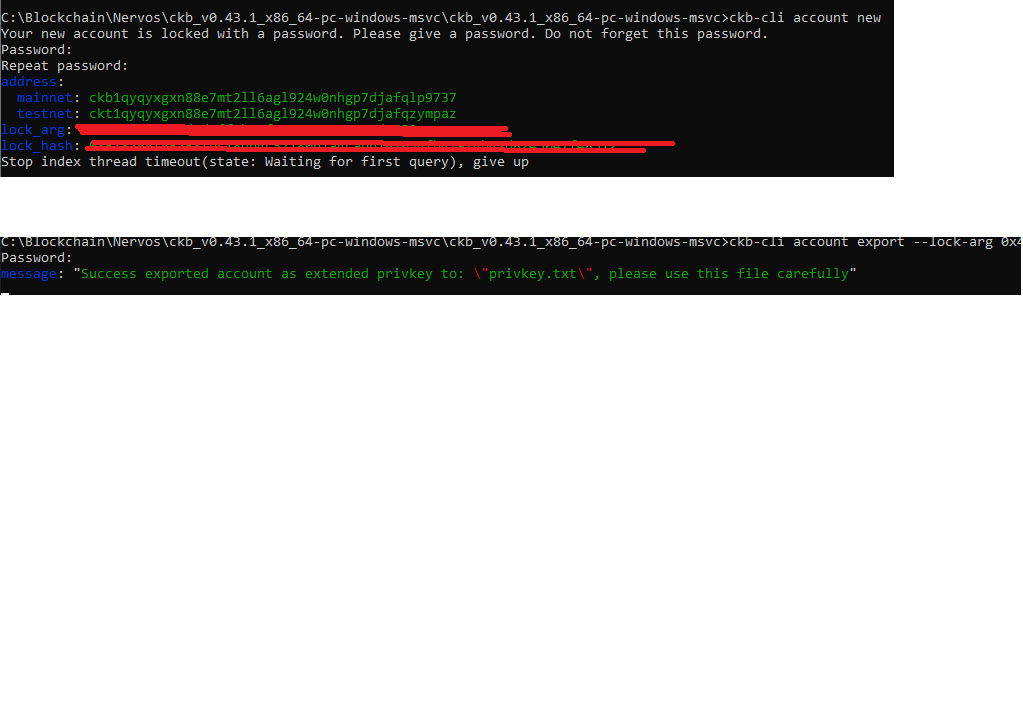 C:\Blockchain\Nervos\ckb_v0.43.1_x86_64-pc-windows-msvc\ckb_v0.43.1_x86_64-pc-windows-msvc>ckb-cli account new
Your new account is locked with a password. Please give a password. Do not forget this password.
Password:
Repeat password:
address:
mainnet: ckb1qyqyxgxn88e7mt2ll6agl924w0nhgp7djafqlp9737
testnet: ckt1qyqyxgxn88e7mt2ll6agl924w0nhgp7djafqzympaz
lock_arg:
lock_hash:
Stop index thread timeout(state: Waiting for first query), give up
C:\Blockchain\Nervos\ckb_v0.43.1_x86_64-pc-windows-msvc\ckb_v0.43.1_x86_64-pc-windows-msvc>ckb-cli account export --lock-arg 0x4
Password:
message: "Success exported account as extended privkey to: \"privkey.txt\", please use this file carefully"